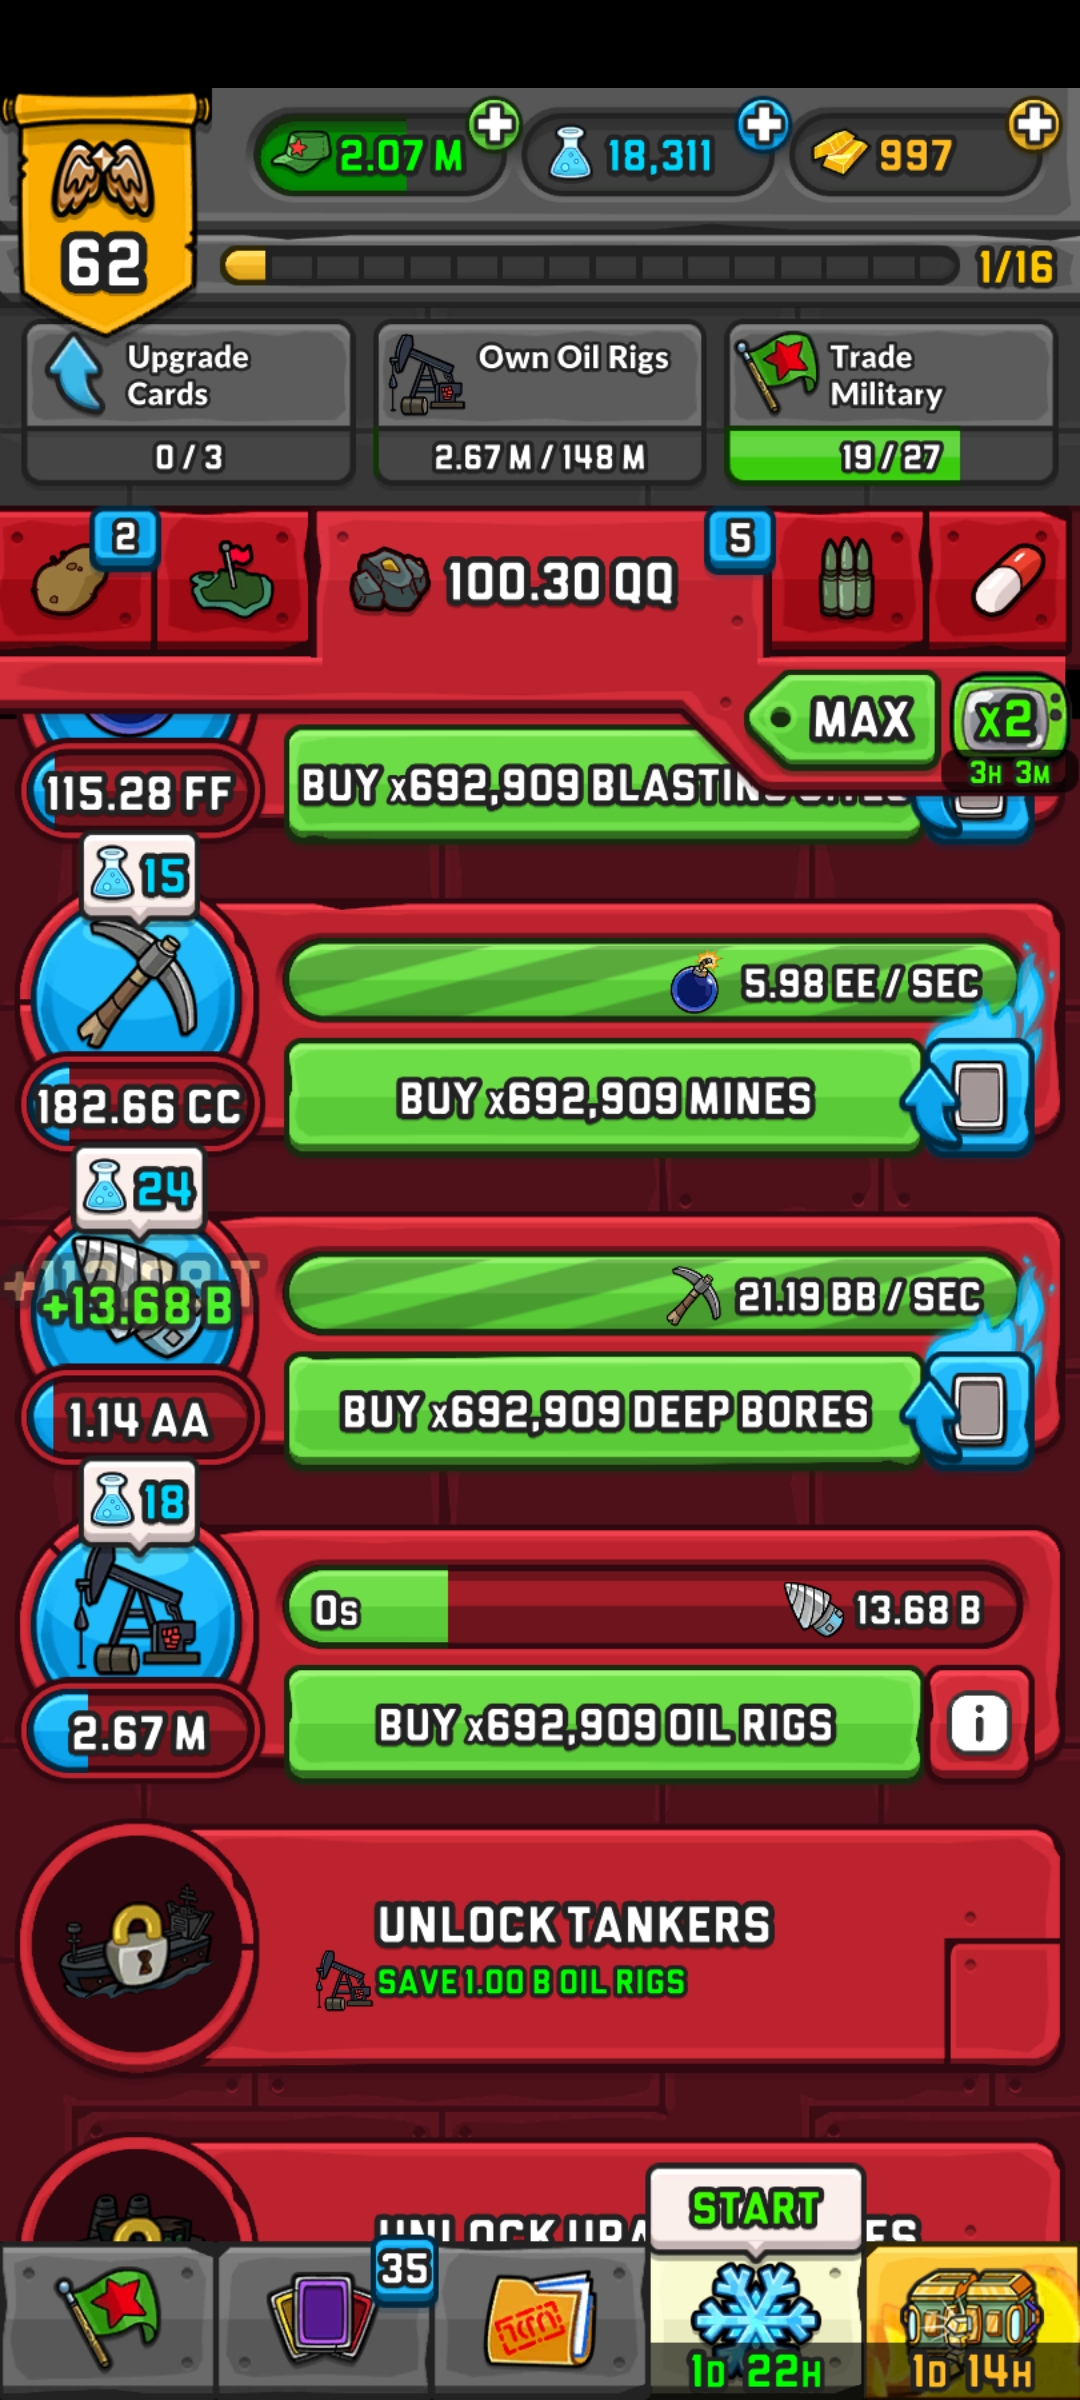 2.07 M
18,311
997
62
1/16
Upgrade
Cards
0 / 3
Own Oil Rigs
2.67 M / 148 M
Trade
Military
19 / 27
2
100.30 QQ
5
MAX
x2
3H 3M
115.28 FF
BUY x692,909
15
5.98 EE / SEC
182.66 CC
BUY x692,909 MINES
24
+13.68 B
21.19 BB / SEC
1.14 AA
BUY x692,909 DEEP BORES
18
0s
13.68 B
2.67 M
BUY x692,909 OIL RIGS
i
UNLOCK TANKERS
SAVE 1.00 B OIL RIGS
UNLOCK
START
35
1D 22H
1D 14H